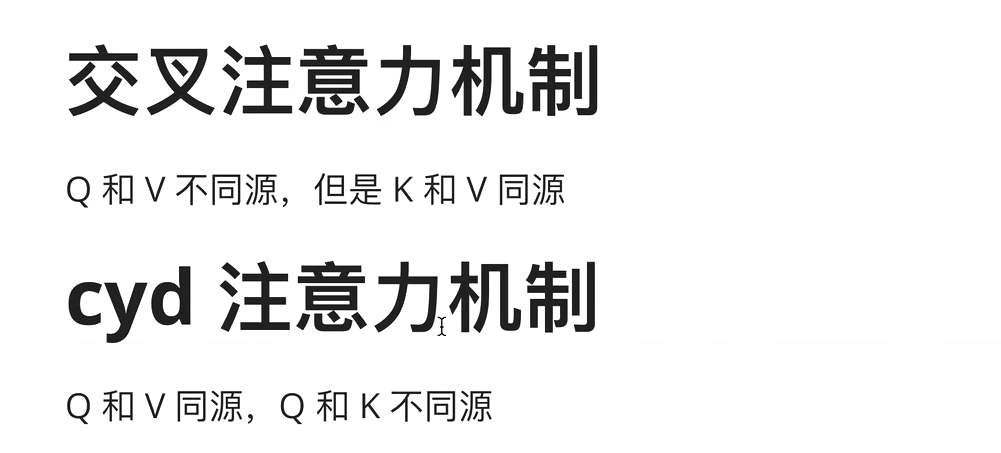 交叉注意力机制
Q 和 V 不同源，但是 K 和 V 同源
cyd 注意力机制
Q 和 V 同源，Q 和 K 不同源